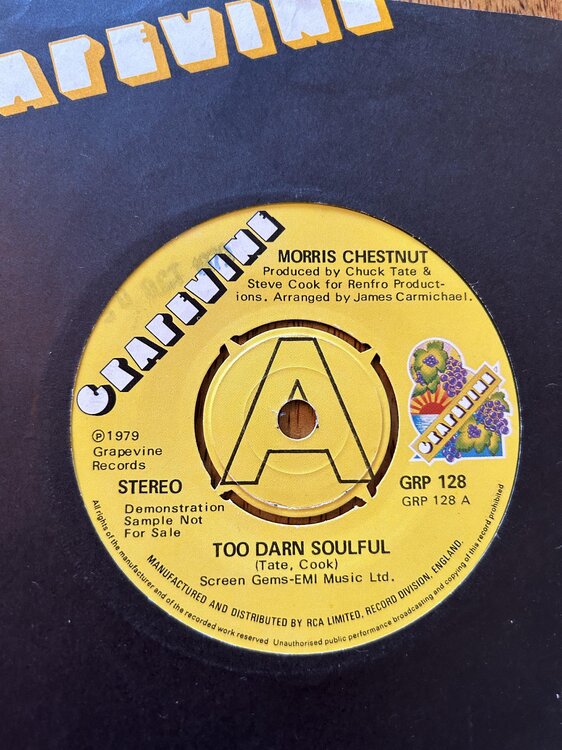 GRAPEVINE
GRAPEVINE
MORRIS CHESTNUT
Produced by Chuck Tate &
Steve Cook for Renfro Product-
ions. Arranged by James Carmichael.
A
GRAPEVINE
℗1979
Grapevine
Records
STEREO
GRP 128
GRP 128 A
Demonstration
Sample Not
For Sale
TOO DARN SOULFUL
(Tate, Cook)
Screen Gems-EMI Music Ltd.
MANUFACTURED AND DISTRIBUTED BY RCA LIMITED, RECORD DIVISION, ENGLAND.
All rights of the manufacturer and of the recorded work reserved Unauthorised public performance broadcasting and copying of this record prohibited